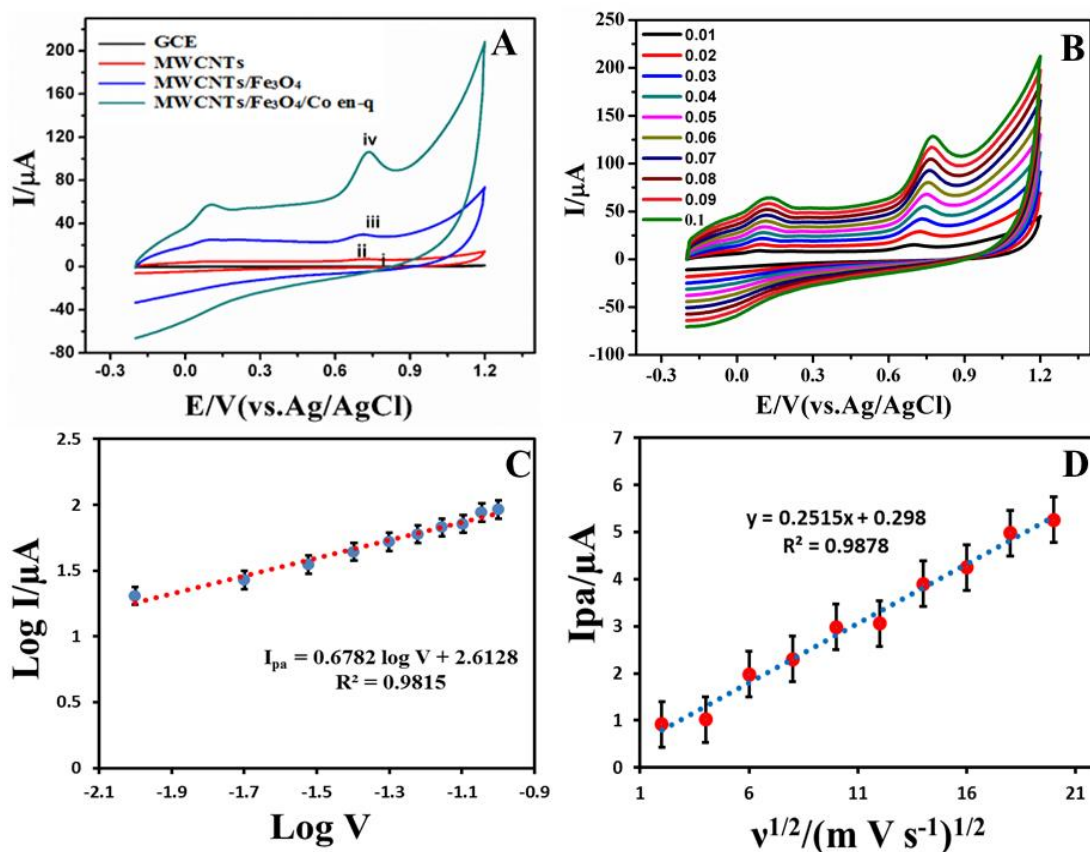 A
GCE
MWCNTs
MWCNTs/Fe₃O₄
MWCNTs/Fe₃O₄/Co en-q
iv
iii
ii
i
200
160
120
80
40
0
-40
-80
I/µA
-0.3 0.0 0.3 0.6 0.9 1.2
E/V(vs.Ag/AgCl)
B
0.01
0.02
0.03
0.04
0.05
0.06
0.07
0.08
0.09
0.1
250
200
150
100
50
0
-50
-100
I/µA
-0.3 0.0 0.3 0.6 0.9 1.2
E/V(vs.Ag/AgCl)
C
2.5
2
1.5
1
0.5
0
Log I/µA
Iₚₐ = 0.6782 log V + 2.6128
R² = 0.9815
-2.1 -1.9 -1.7 -1.5 -1.3 -1.1 -0.9
Log V
D
7
6
5
4
3
2
1
0
Ipa/µA
y = 0.2515x + 0.298
R² = 0.9878
1 6 11 16 21
ν^1/2/(m V s⁻¹)^1/2